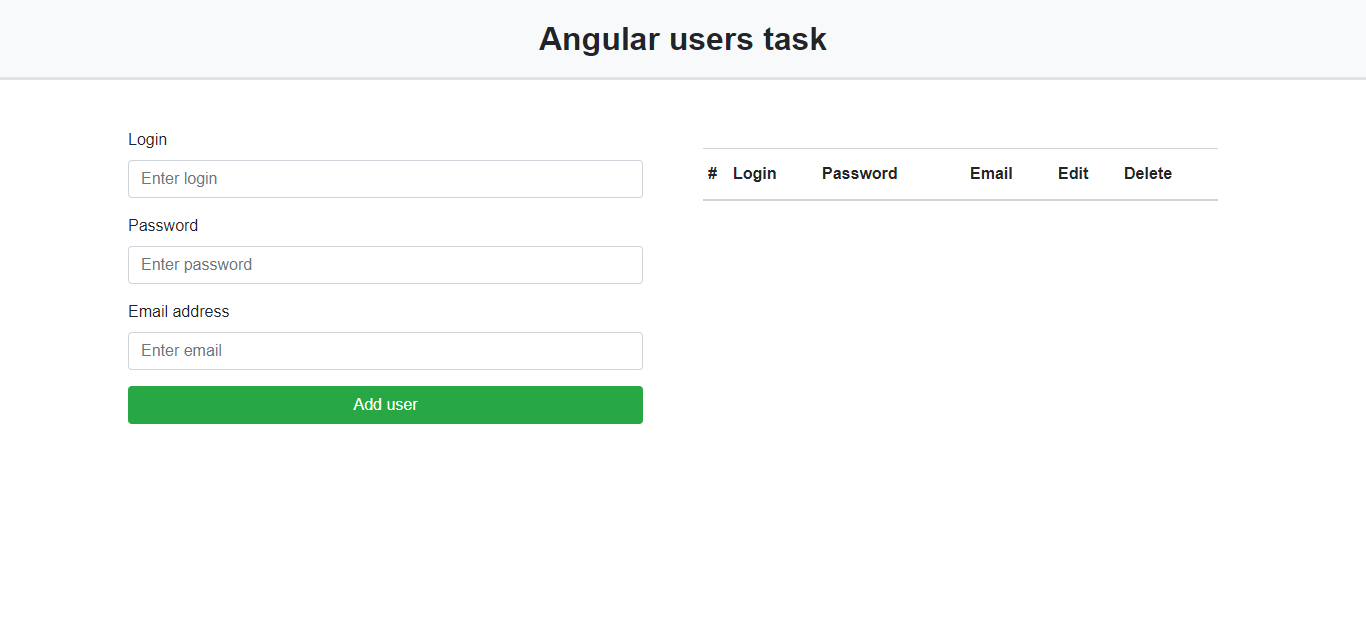 Angular users task
Login
Enter login
Password
Enter password
Email address
Enter email
Add user
# Login Password Email Edit Delete